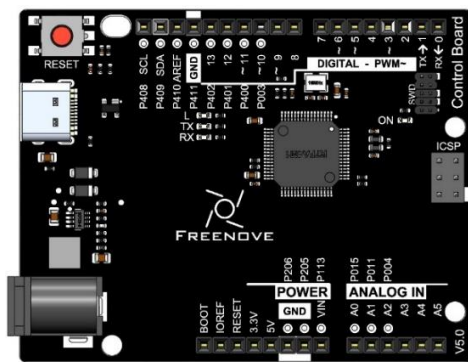 RESET
SCL
SDA
AREF
GND
13
12
~11
~10
~9
8
7
~6
~5
4
~3
2
TX→1
RX←0
P408
P409
P410
P411
P402
P401
P400
P003
DIGITAL - PWM~
Control Board
SWD
L
TX
RX
ON
ICSP
FREENOVE
P206
P205
P113
P015
P011
P004
POWER
ANALOG IN
BOOT
IOREF
RESET
3.3V
5V
GND
VIN
A0
A1
A2
A3
A4
A5
V5.0